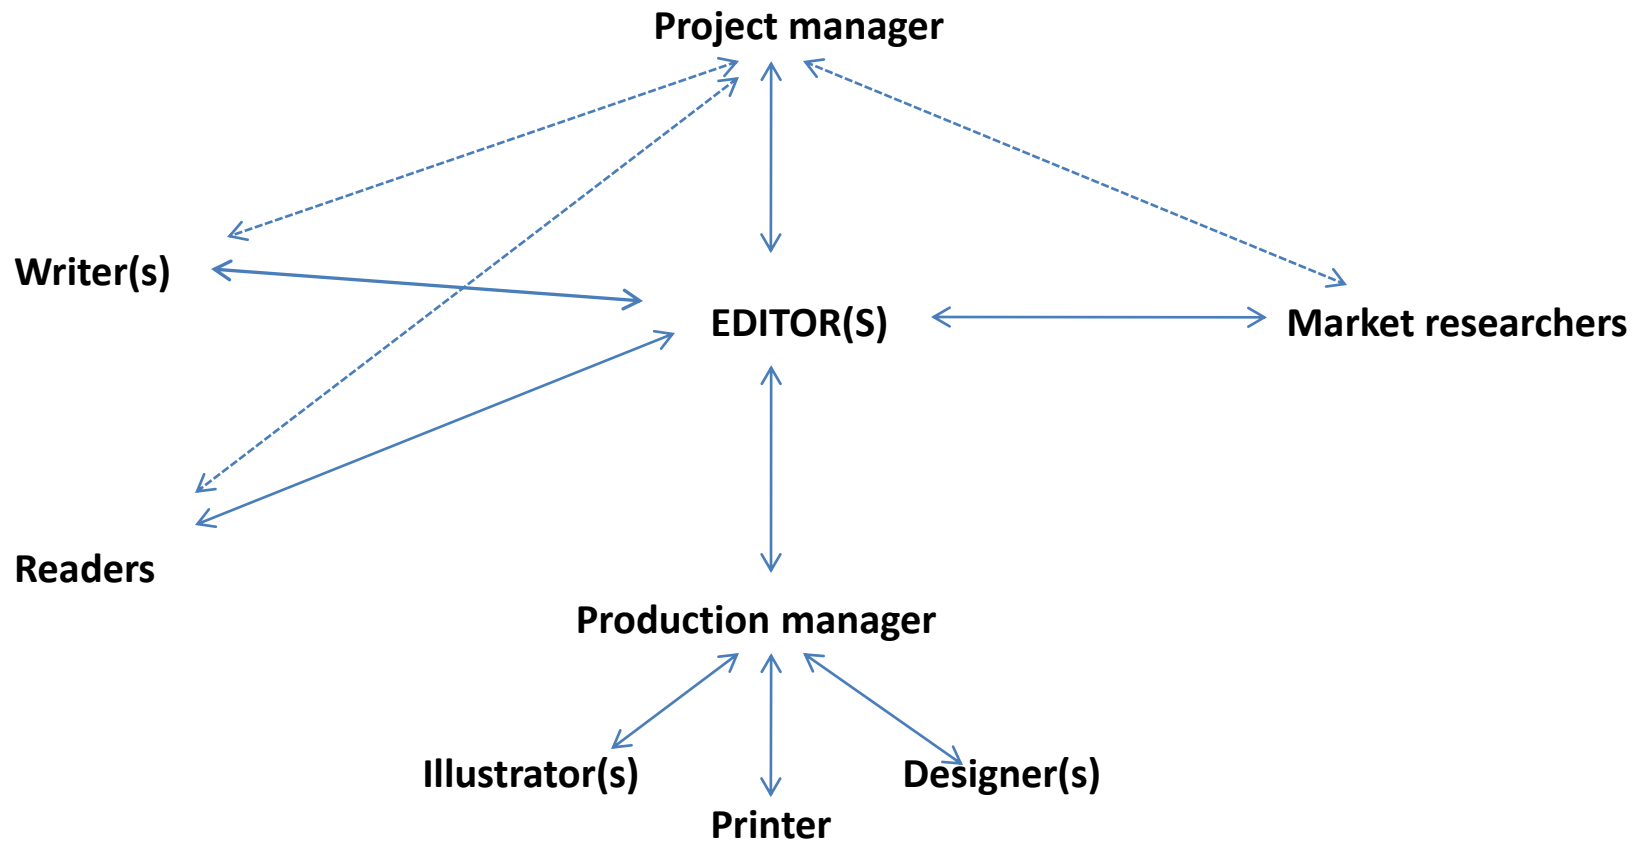 Project manager
Writer(s)
EDITOR(S)
Market researchers
Readers
Production manager
Illustrator(s)
Designer(s)
Printer